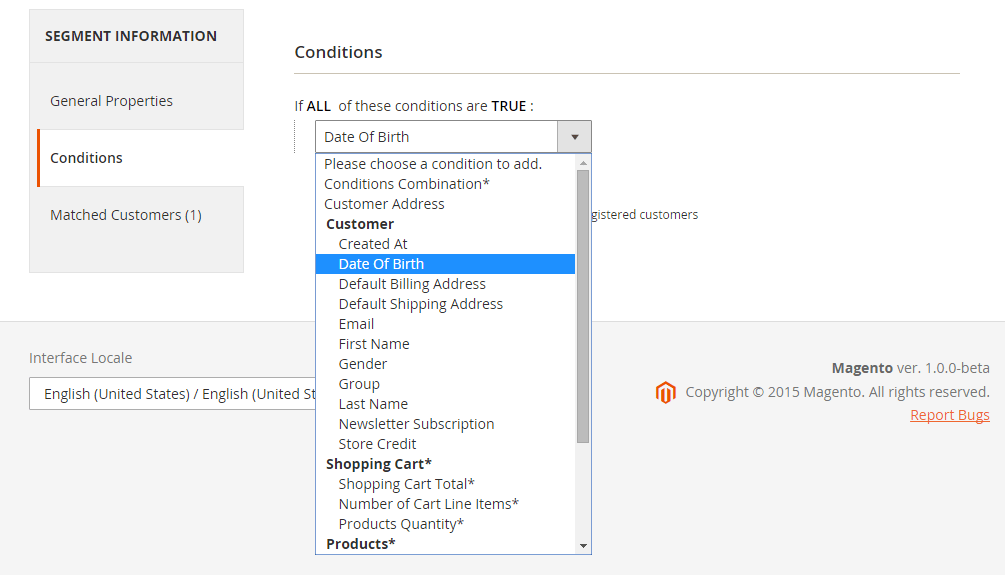 SEGMENT INFORMATION
General Properties
Conditions
Matched Customers (1)
Conditions
If ALL of these conditions are TRUE :
Date Of Birth
Please choose a condition to add.
Conditions Combination*
Customer Address
Customer
Created At
Date Of Birth
Default Billing Address
Default Shipping Address
Email
First Name
Gender
Group
Last Name
Newsletter Subscription
Store Credit
Shopping Cart*
Shopping Cart Total*
Number of Cart Line Items*
Products Quantity*
Products*
gistered customers
Interface Locale
English (United States) / English (United St
Magento ver. 1.0.0-beta
Copyright © 2015 Magento. All rights reserved.
Report Bugs